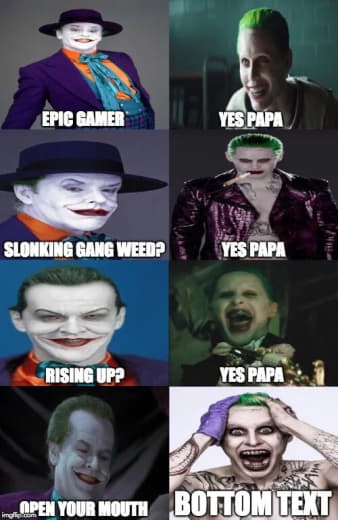 EPIC GAMER
YES PAPA
SLONKING GANG WEED?
YES PAPA
RISING UP?
YES PAPA
OPEN YOUR MOUTH
BOTTOM TEXT
imgflip.com